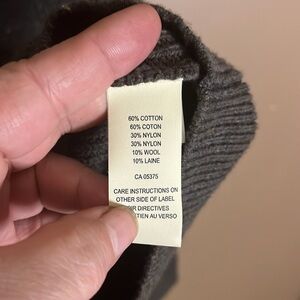 60% COTTON
60% COTON
30% NYLON
30% NYLON
10% WOOL
10% LAINE
CA 05375
CARE INSTRUCTIONS ON
OTHER SIDE OF LABEL
DIRECTIVES
AU VERSO